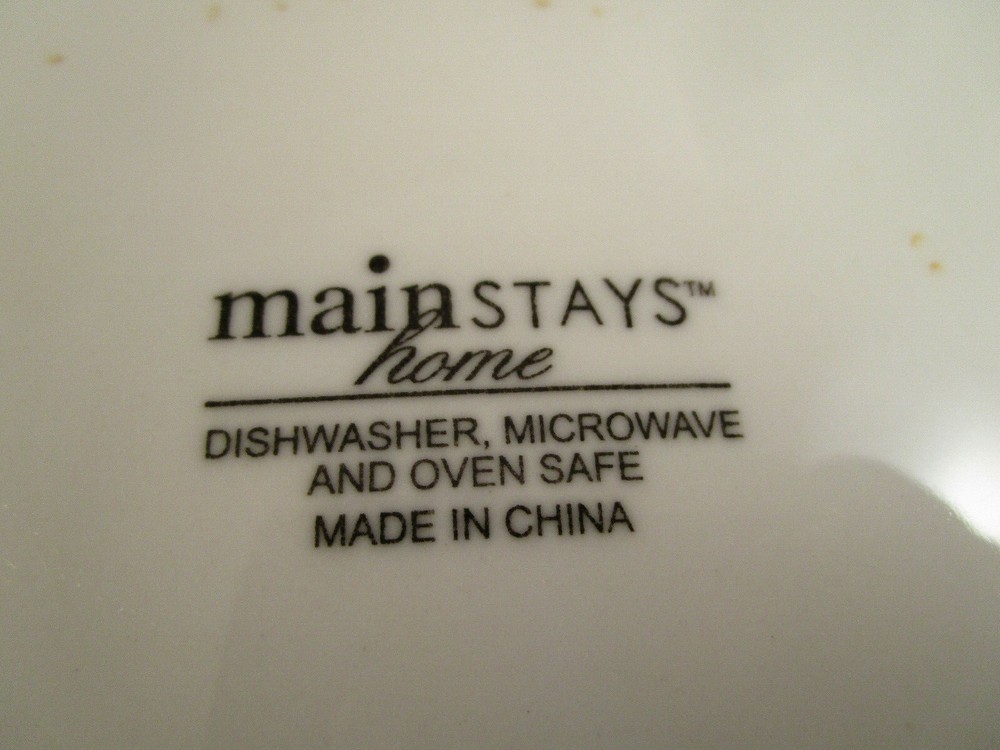 mainSTAYS™
home
DISHWASHER, MICROWAVE
AND OVEN SAFE
MADE IN CHINA